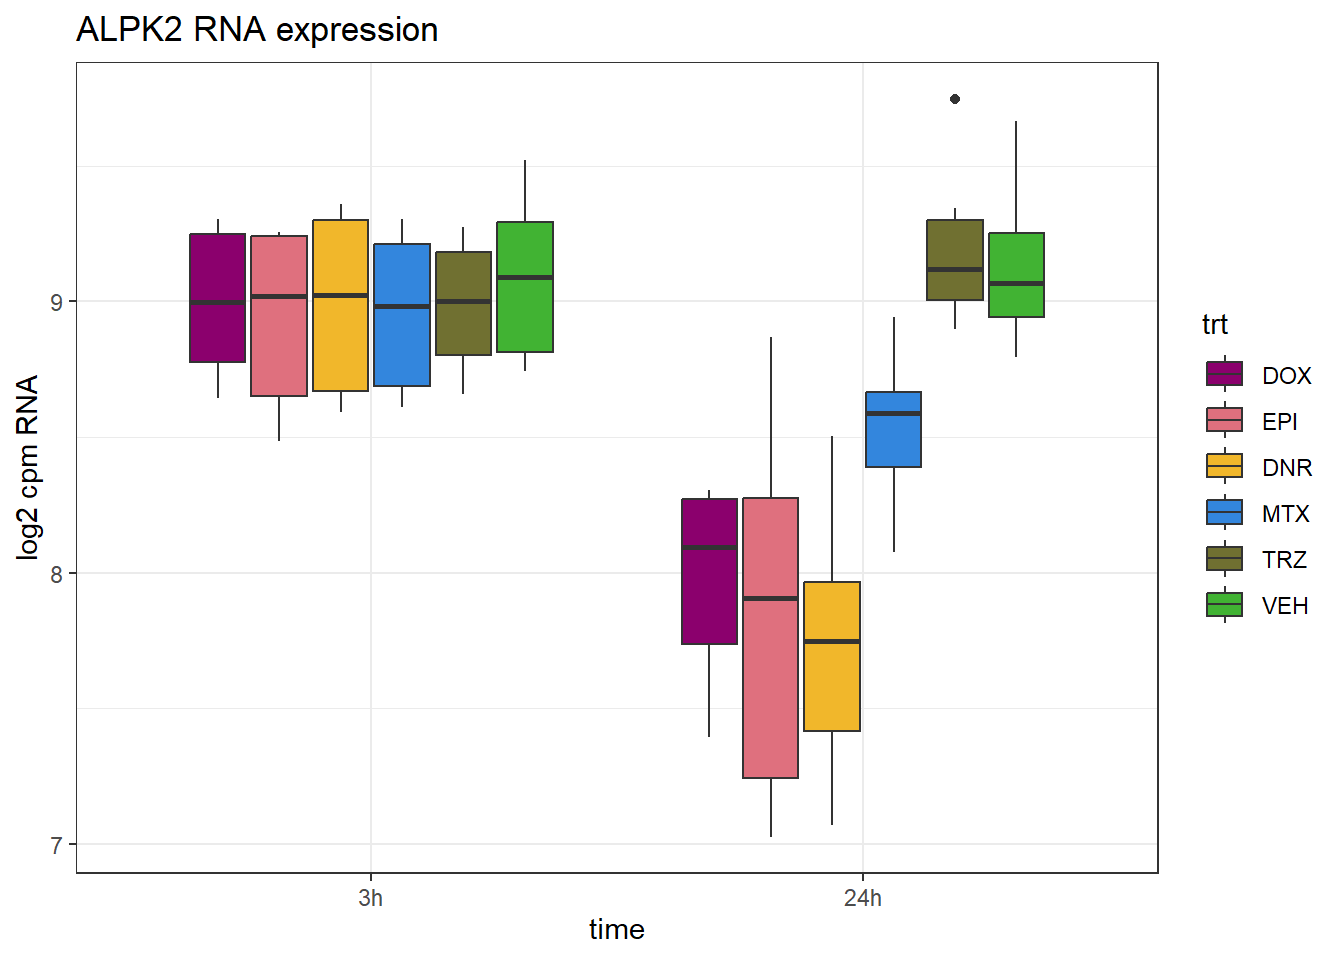 ALPK2 RNA expression
log2 cpm RNA
9
8
7
3h
24h
time
trt
DOX
EPI
DNR
MTX
TRZ
VEH